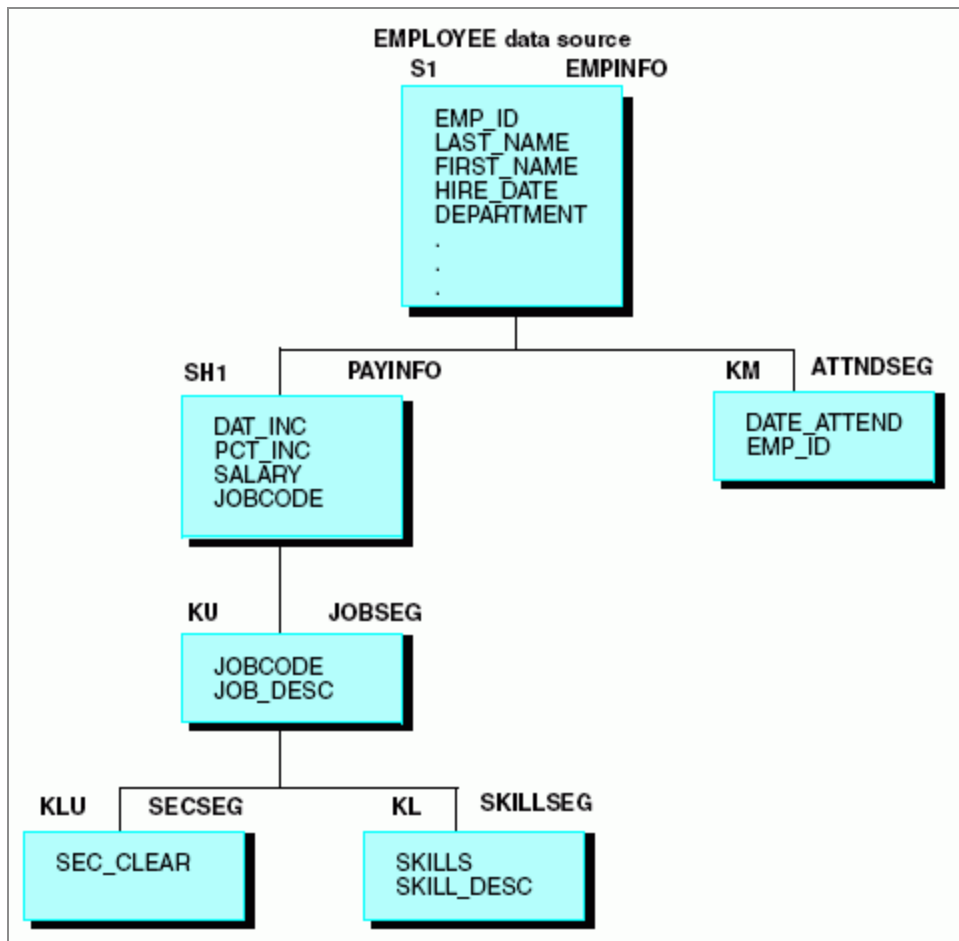 EMPLOYEE data source
S1 EMPINFO
EMP_ID
LAST_NAME
FIRST_NAME
HIRE_DATE
DEPARTMENT
.
.
.
SH1 PAYINFO
DAT_INC
PCT_INC
SALARY
JOBCODE
KM ATTNDSEG
DATE_ATTEND
EMP_ID
KU JOBSEG
JOBCODE
JOB_DESC
KLU SECSEG
SEC_CLEAR
KL SKILLSEG
SKILLS
SKILL_DESC